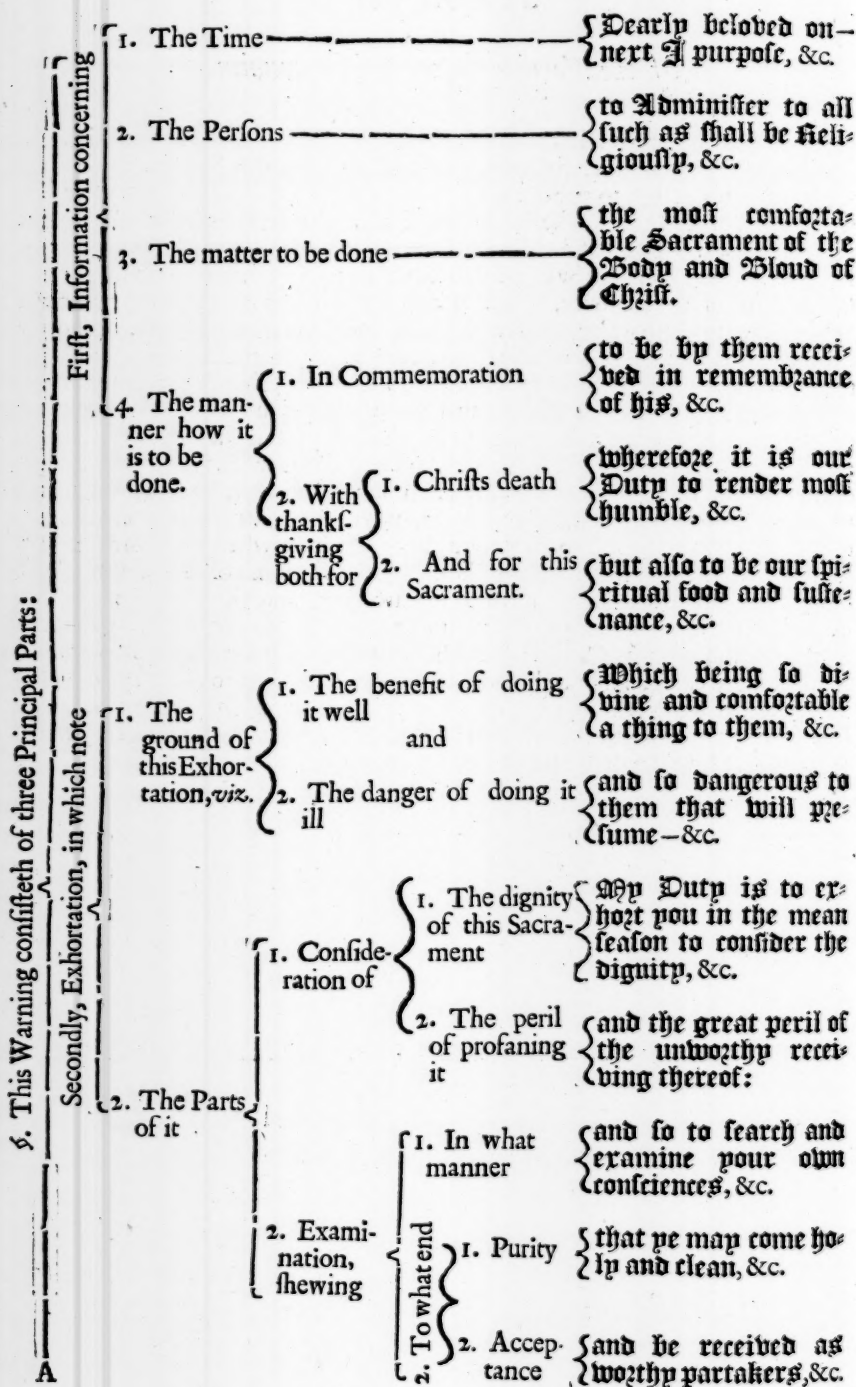 §. This Warning consisteth of three Principal Parts:
First, Information concerning
1. The Time
Dearly beloved on—
next I purpose, &c.
2. The Persons
to Administer to all
such as shall be Reli-
giously, &c.
3. The matter to be done
the most comforta-
ble Sacrament of the
Body and Bloud of
Christ.
4. The man-
ner how it
is to be
done.
1. In Commemoration
to be by them recei-
ved in remembrance
of his, &c.
2. With
thankſ-
giving
both for
1. Chriſts death
wherefore it is our
Duty to render moſt
humble, &c.
2. And for this
Sacrament.
but alſo to be our ſpi-
ritual food and ſuſte-
nance, &c.
Secondly, Exhortation, in which note
1. The
ground of
this Exhor-
tation, viz.
1. The benefit of doing
it well
and
Which being ſo di-
vine and comfortable
a thing to them, &c.
2. The danger of doing it
ill
and ſo dangerous to
them that will pre-
ſume—&c.
2. The Parts
of it
1. Conſide-
ration of
1. The dignity
of this Sacra-
ment
My Duty is to ex-
hort you in the mean
ſeaſon to conſider the
dignity, &c.
2. The peril
of profaning
it
and the great peril of
the unworthy recei-
ving thereof:
2. Exami-
nation,
ſhewing
1. In what
manner
and ſo to ſearch and
examine your own
conſciences, &c.
2. To what end
1. Purity
that ye may come ho-
ly and clean, &c.
2. Accep-
tance
and be received as
worthy partakers, &c.
A